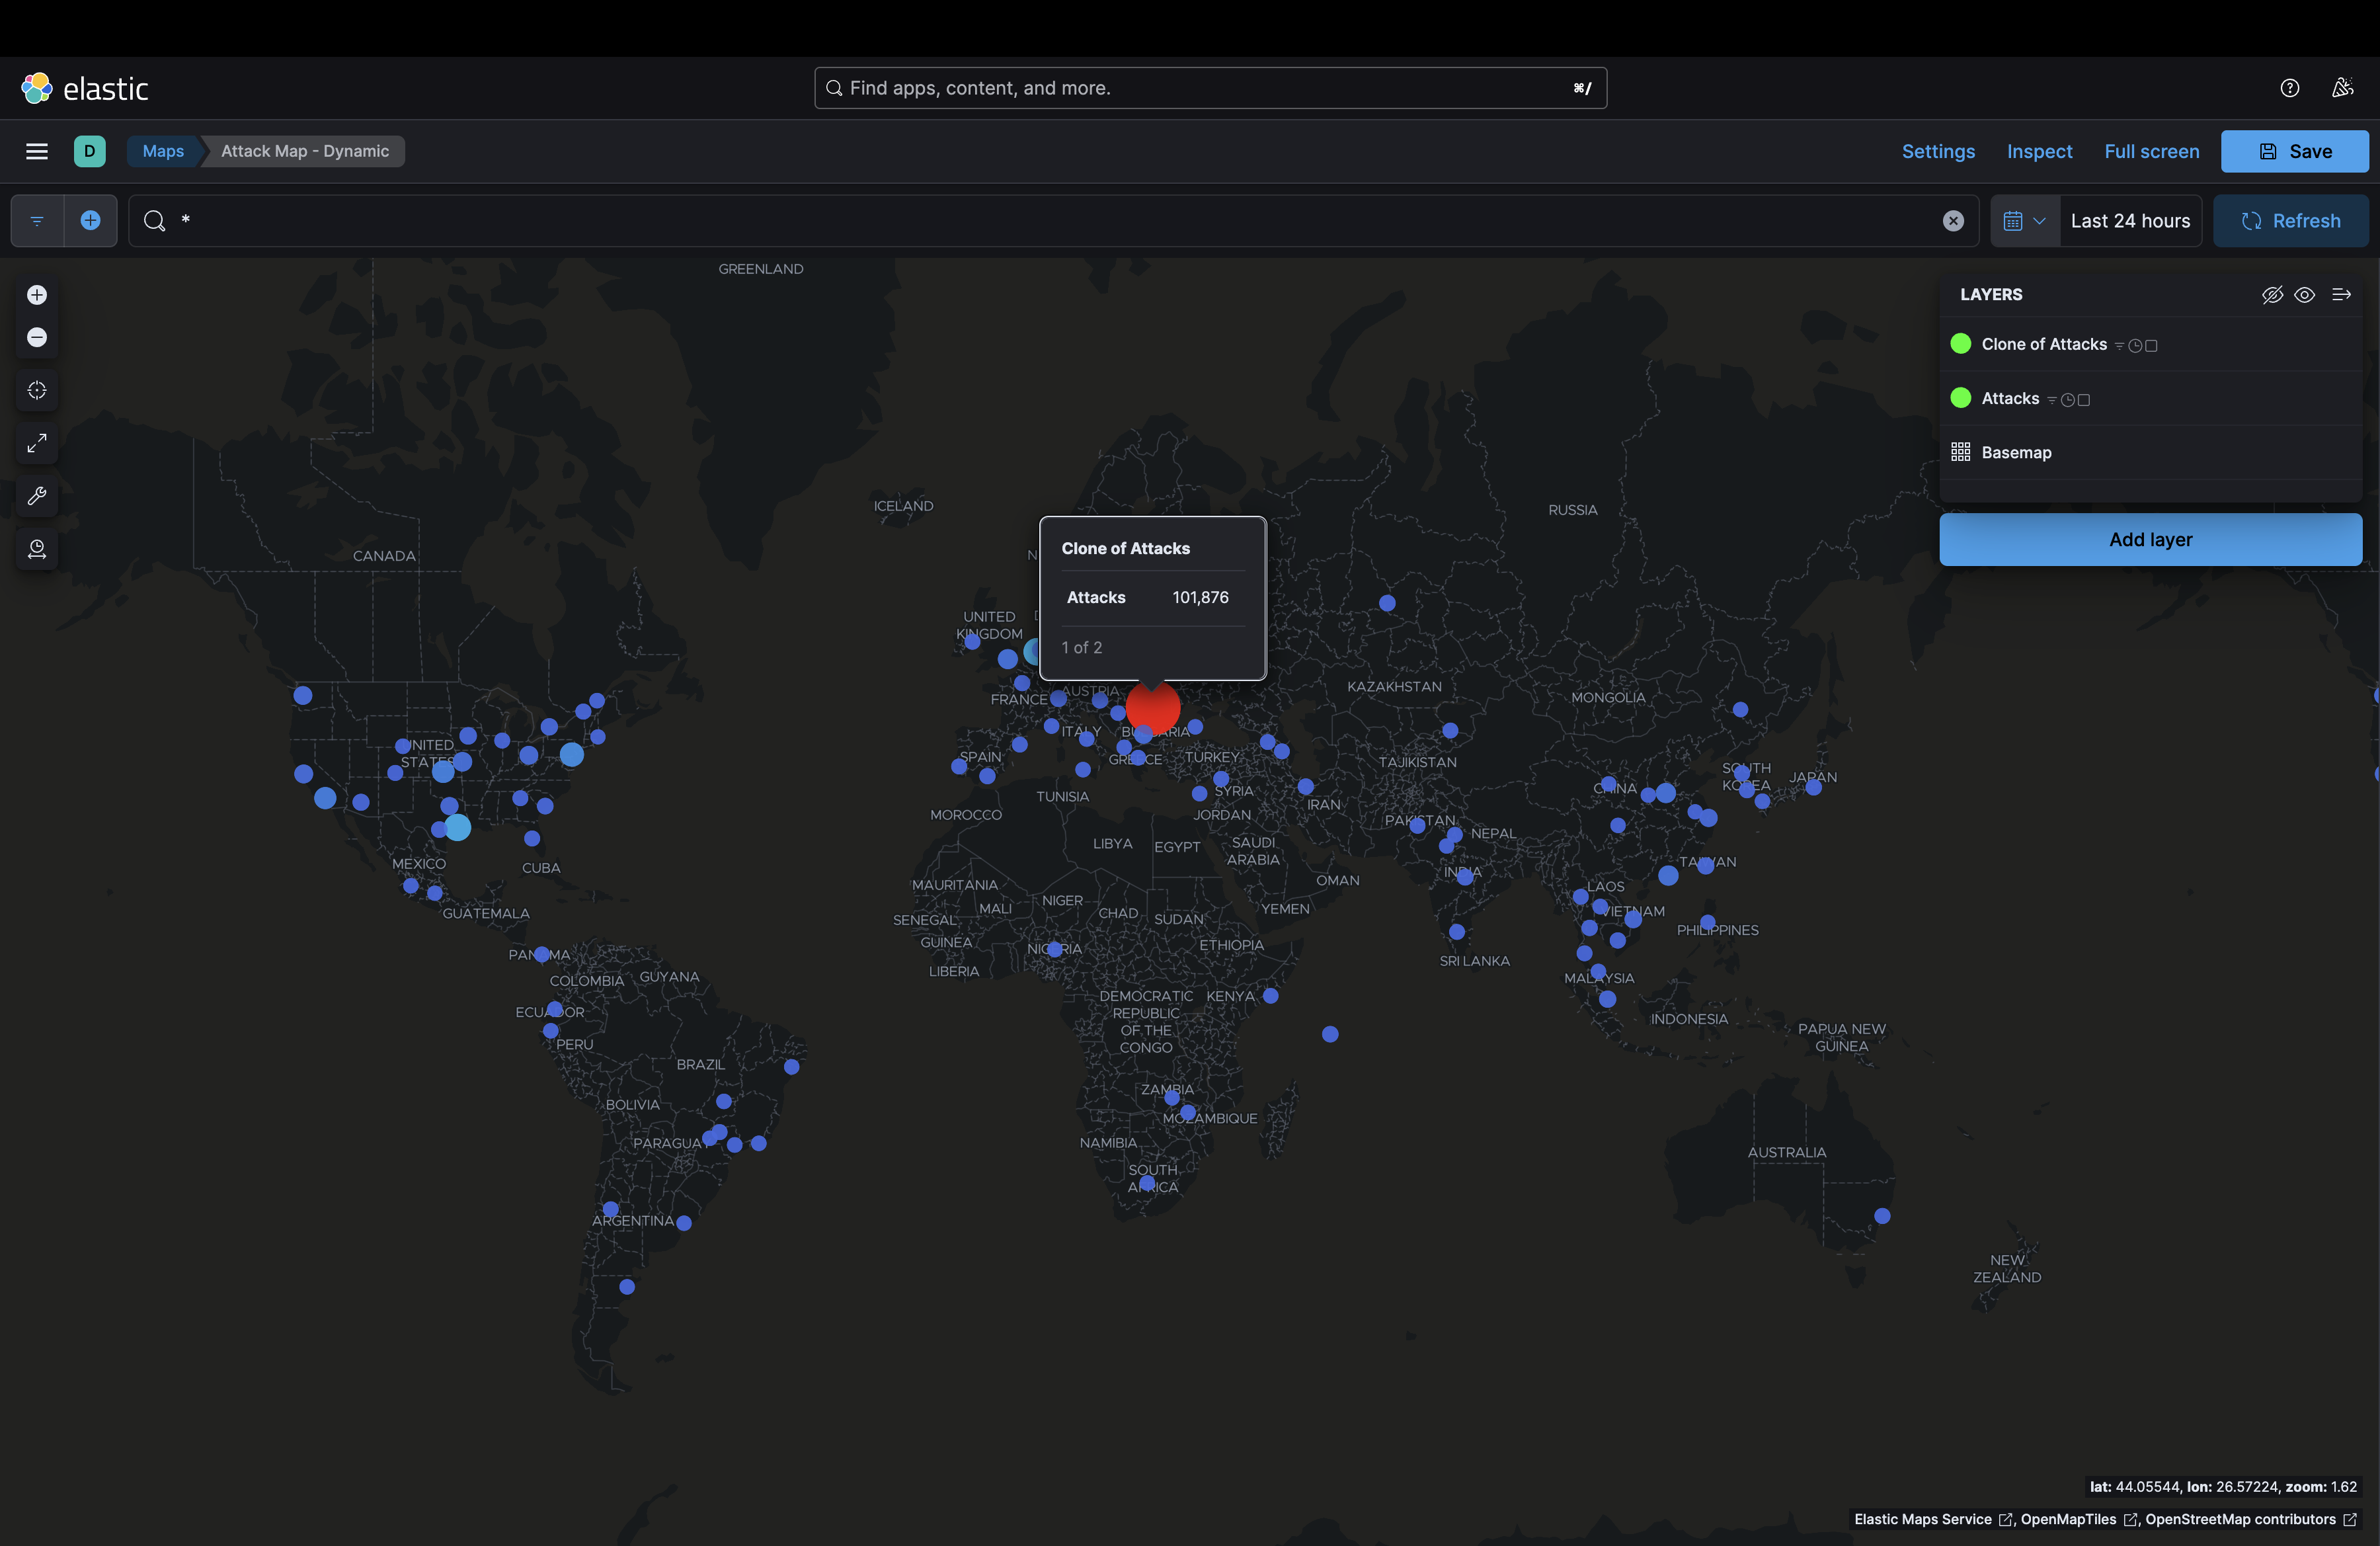 elastic
Find apps, content, and more.
⌘/
D
Maps
Attack Map - Dynamic
Settings
Inspect
Full screen
Save
*
Last 24 hours
Refresh
LAYERS
Clone of Attacks
Attacks
Basemap
Add layer
Clone of Attacks
Attacks 101,876
1 of 2
GREENLAND
ICELAND
RUSSIA
CANADA
UNITED
KINGDOM
KAZAKHSTAN
MONGOLIA
FRANCE
AUSTRIA
ITALY
BULGARIA
UNITED
STATES
SPAIN
GREECE
TURKEY
TAJIKISTAN
SOUTH
KOREA
JAPAN
CHINA
TUNISIA
SYRIA
IRAN
MOROCCO
JORDAN
PAKISTAN
NEPAL
LIBYA
EGYPT
SAUDI
ARABIA
MEXICO
CUBA
TAIWAN
INDIA
OMAN
MAURITANIA
LAOS
NIGER
MALI
CHAD
SUDAN
YEMEN
GUATEMALA
SENEGAL
VIETNAM
PHILIPPINES
GUINEA
NIGERIA
ETHIOPIA
PANAMA
SRI LANKA
LIBERIA
COLOMBIA
GUYANA
MALAYSIA
DEMOCRATIC
REPUBLIC
OF THE
CONGO
KENYA
ECUADOR
INDONESIA
PAPUA NEW
GUINEA
PERU
BRAZIL
ZAMBIA
BOLIVIA
MOZAMBIQUE
PARAGUAY
NAMIBIA
AUSTRALIA
SOUTH
AFRICA
ARGENTINA
NEW
ZEALAND
lat: 44.05544, lon: 26.57224, zoom: 1.62
Elastic Maps Service , OpenMapTiles , OpenStreetMap contributors